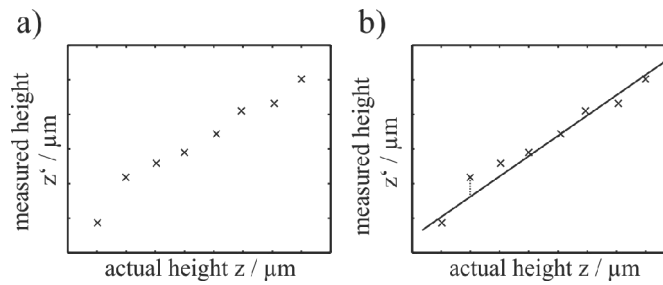 a)
measured height
z‘ / µm
actual height z / µm
b)
measured height
z‘ / µm
actual height z / µm